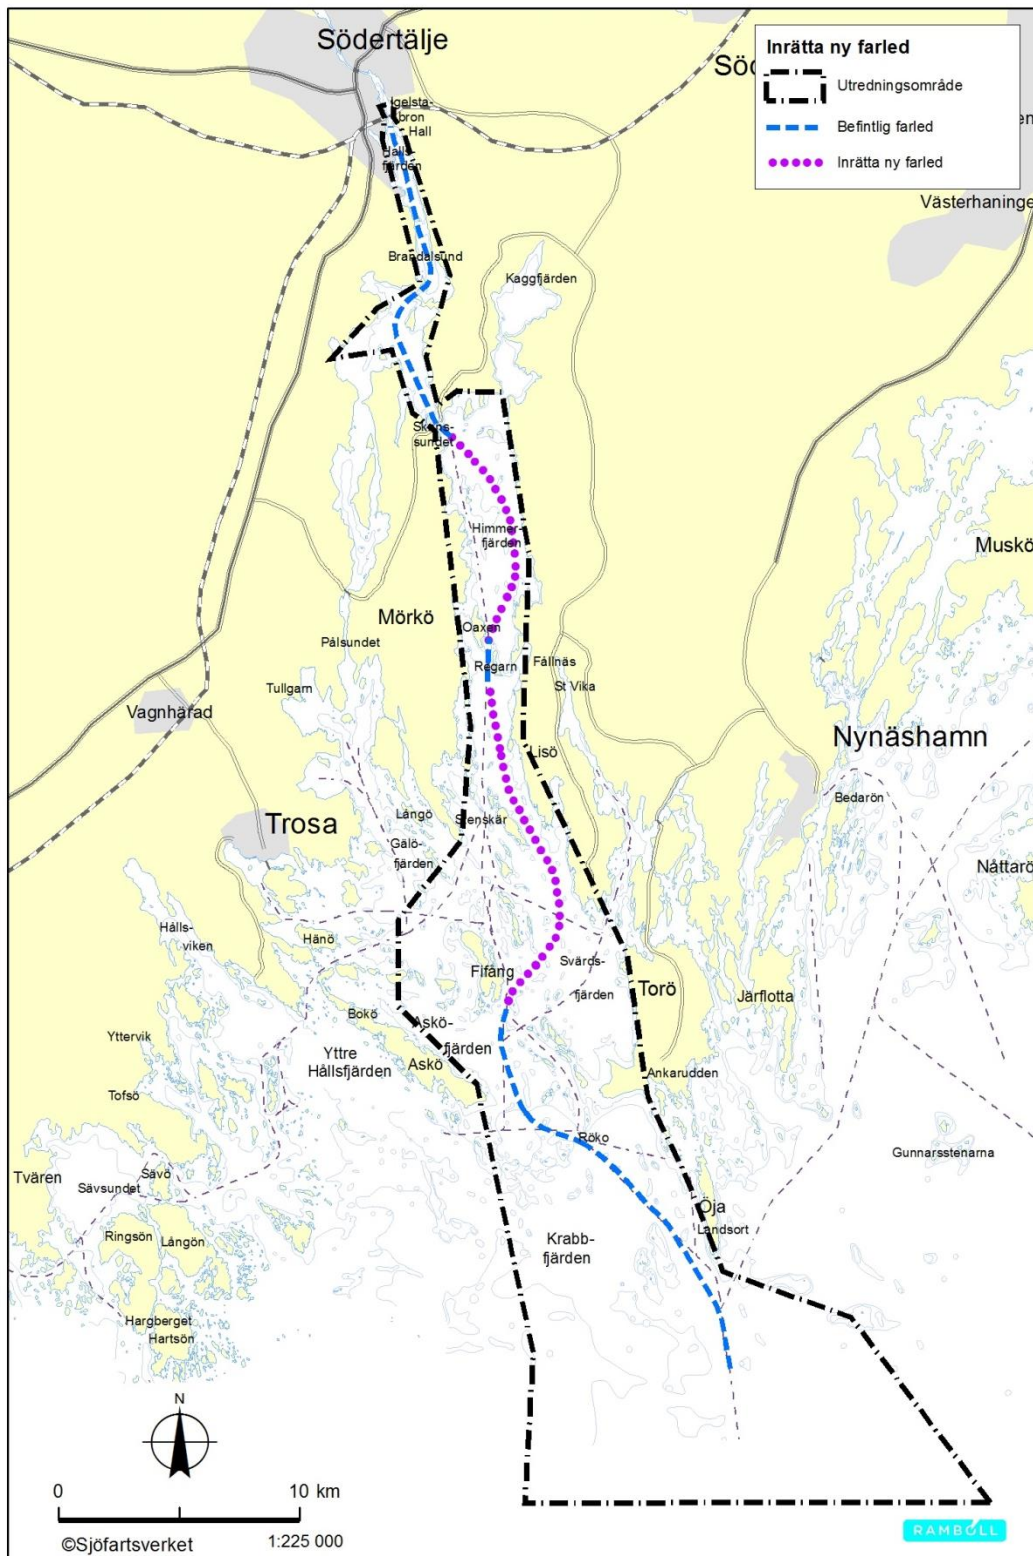 Södertälje
Inrätta ny farled
Utredningsområde
Befintlig farled
Inrätta ny farled
Igelsta-
bron
Hall
Halls-
fjärden
Västerhaninge
Brandalsund
Kaggfjärden
Skans-
sundet
Himmer-
fjärden
Muskö
Mörkö
Oaxen
Pålsundet
Regarn
Fållnäs
St Vika
Tullgarn
Vagnhärad
Nynäshamn
Lisö
Bedarön
Trosa
Långö
Stenskär
Gälö-
fjärden
Nåttarö
Hålls-
viken
Hånö
Fifång
Svärds-
fjärden
Torö
Järflotta
Bokö
Askö-
fjärden
Yttervik
Yttre
Hållsfjärden
Askö
Ankarudden
Tofsö
Röko
Gunnarsstenarna
Tvären
Sävö
Sävsundet
Öja
Landsort
Ringsön
Långön
Krabb-
fjärden
Hargberget
Hartsön
N
0
10 km
©Sjöfartsverket
1:225 000
RAMBOLL